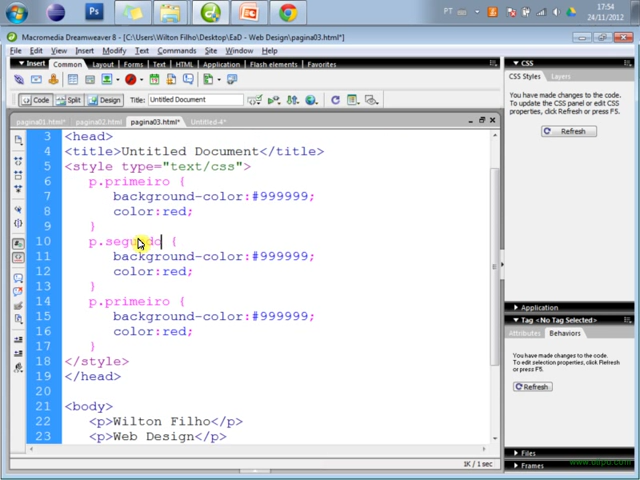 PT
17:54
24/11/2012
Macromedia Dreamweaver 8 - [C:\Users\Wilton Filho\Desktop\EaD - Web Design\pagina03.html*]
File Edit View Insert Modify Text Commands Site Window Help
Insert Common Layout Forms Text HTML Application Flash elements Favorites
Code Split Design Title: Untitled Document
pagina01.html* pagina02.html pagina03.html* Untitled-4*
3 <head>
4 <title>Untitled Document</title>
5 <style type="text/css">
6 p.primeiro {
7 background-color:#999999;
8 color:red;
9 }
10 p.segundo {
11 background-color:#999999;
12 color:red;
13 }
14 p.primeiro {
15 background-color:#999999;
16 color:red;
17 }
18 </style>
19 </head>
20
21 <body>
22 <p>Wilton Filho</p>
23 <p>Web Design</p>
1K / 1 sec
CSS
CSS Styles Layers
You have made changes to the code.
To update the CSS panel or edit CSS properties, click Refresh or press F5.
Refresh
Application
Tag <No Tag Selected>
Attributes Behaviors
You have made changes to the code.
To edit selection properties, click Refresh or press F5.
Refresh
Files
Frames